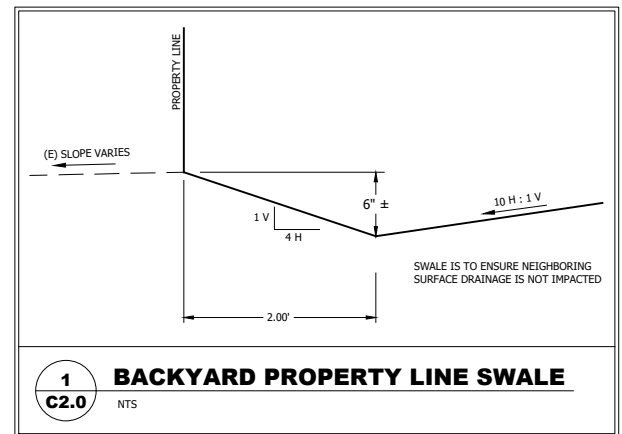 PROPERTY LINE
(E) SLOPE VARIES
6" ±
10 H : 1 V
1 V
4 H
SWALE IS TO ENSURE NEIGHBORING
SURFACE DRAINAGE IS NOT IMPACTED
2.00'
1
C2.0
BACKYARD PROPERTY LINE SWALE
NTS